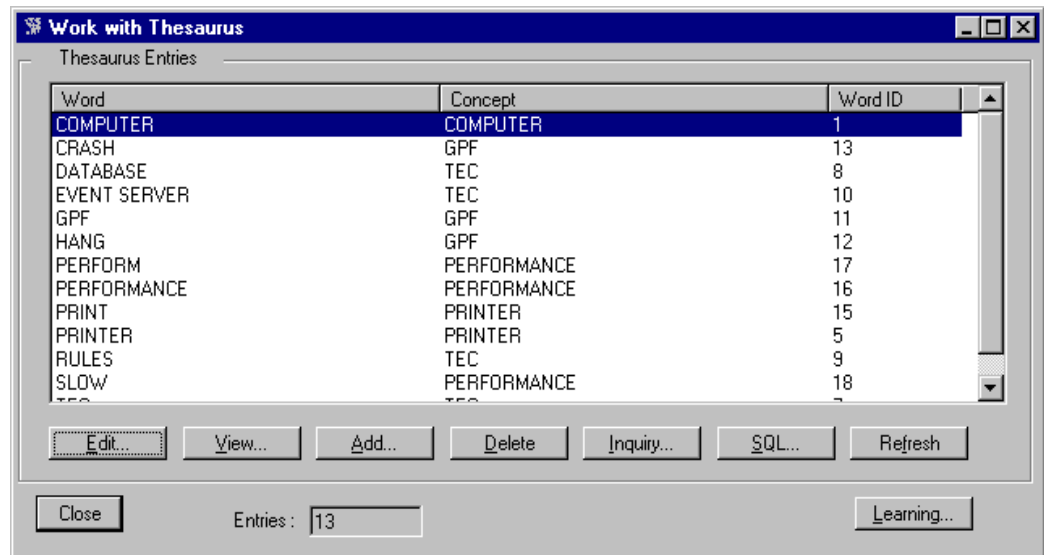 Work with Thesaurus
Thesaurus Entries
Word Concept Word ID
COMPUTER COMPUTER 1
CRASH GPF 13
DATABASE TEC 8
EVENT SERVER TEC 10
GPF GPF 11
HANG GPF 12
PERFORM PERFORMANCE 17
PERFORMANCE PERFORMANCE 16
PRINT PRINTER 15
PRINTER PRINTER 5
RULES TEC 9
SLOW PERFORMANCE 18
Edit... View... Add... Delete Inquiry... SQL... Refresh
Close Entries : 13 Learning...